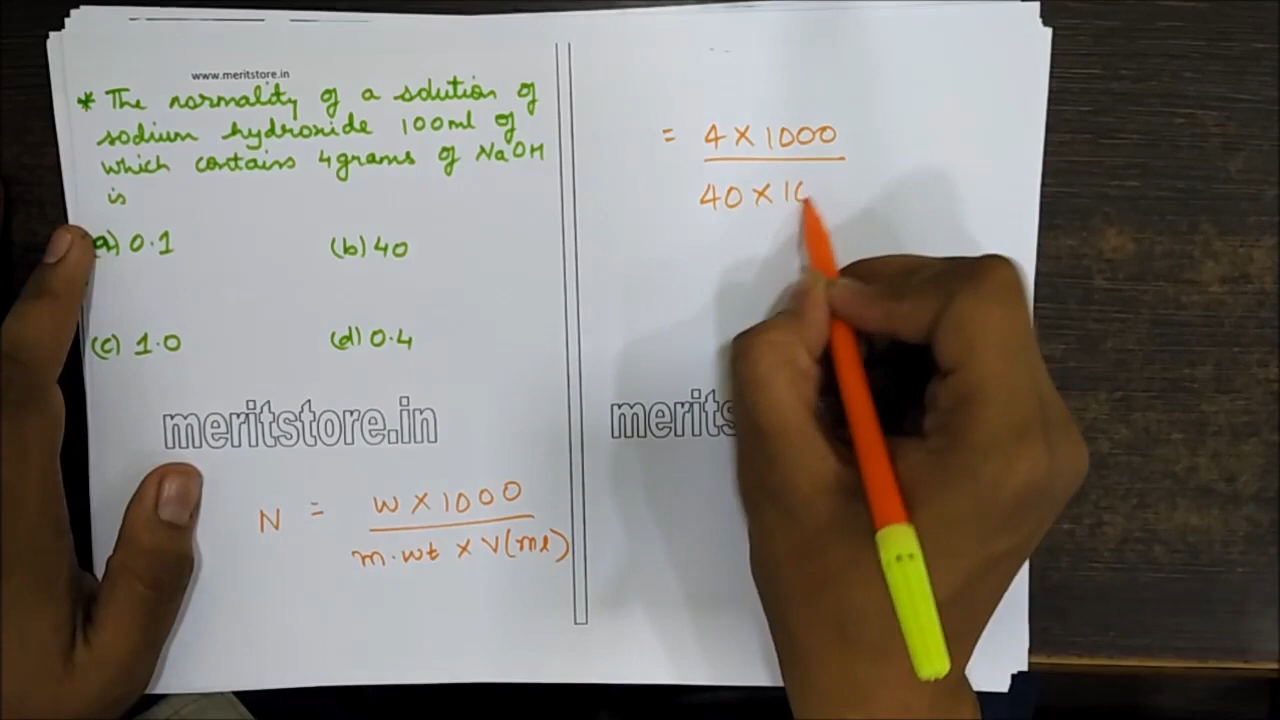 www.meritstore.in
* The normality of a solution of
sodium hydroxide 100ml of
which contains 4grams of NaOH
is
(a) 0.1 (b) 40
(c) 1.0 (d) 0.4
meritstore.in
N = W X 1000
m.wt X V(ml)
= 4 X 1000
40 X 10
merits